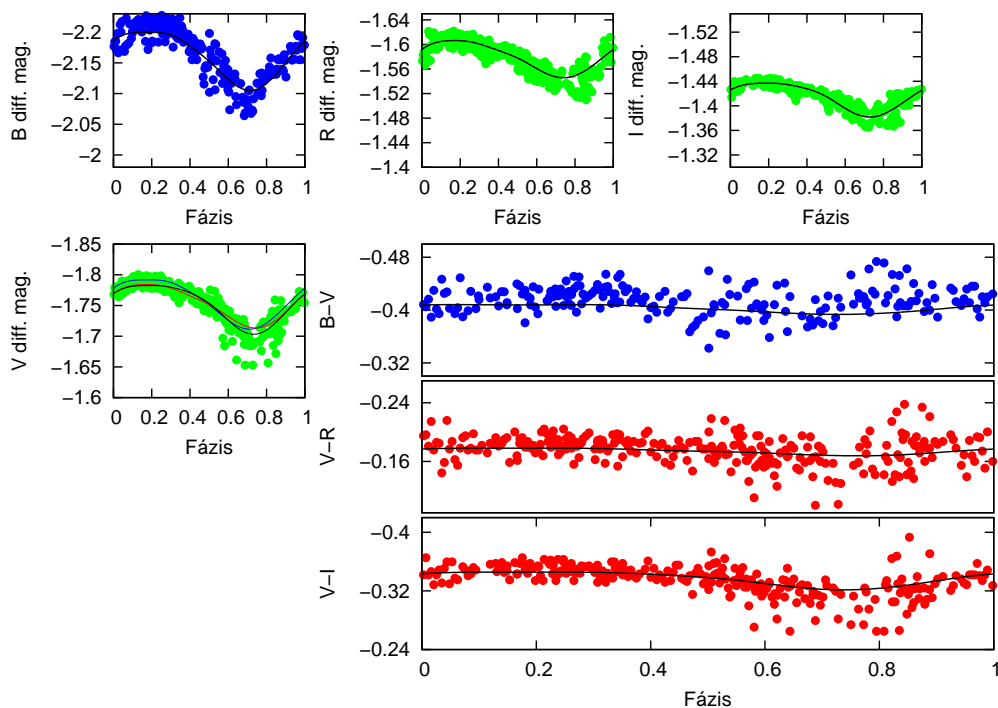 B diff. mag.
−2.2
−2.15
−2.1
−2.05
−2
0 0.2 0.4 0.6 0.8 1
Fázis
R diff. mag.
−1.64
−1.6
−1.56
−1.52
−1.48
−1.44
−1.4
0 0.2 0.4 0.6 0.8 1
Fázis
I diff. mag.
−1.52
−1.48
−1.44
−1.4
−1.36
−1.32
0 0.2 0.4 0.6 0.8 1
Fázis
V diff. mag.
−1.85
−1.8
−1.75
−1.7
−1.65
−1.6
0 0.2 0.4 0.6 0.8 1
Fázis
B−V
−0.48
−0.4
−0.32
V−R
−0.24
−0.16
V−I
−0.4
−0.32
−0.24
0 0.2 0.4 0.6 0.8 1
Fázis